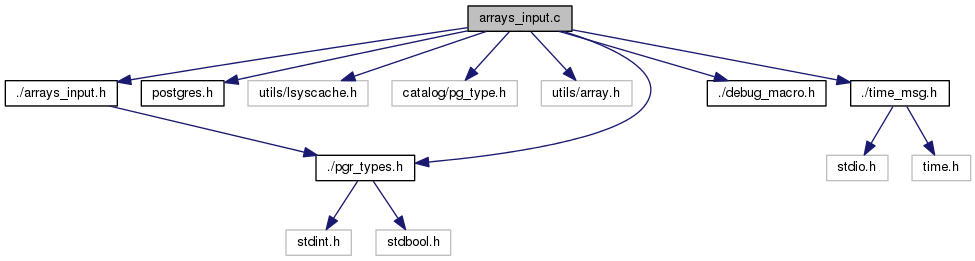 arrays_input.c
./arrays_input.h
postgres.h
utils/lsyscache.h
catalog/pg_type.h
utils/array.h
./debug_macro.h
./time_msg.h
./pgr_types.h
stdio.h
time.h
stdint.h
stdbool.h